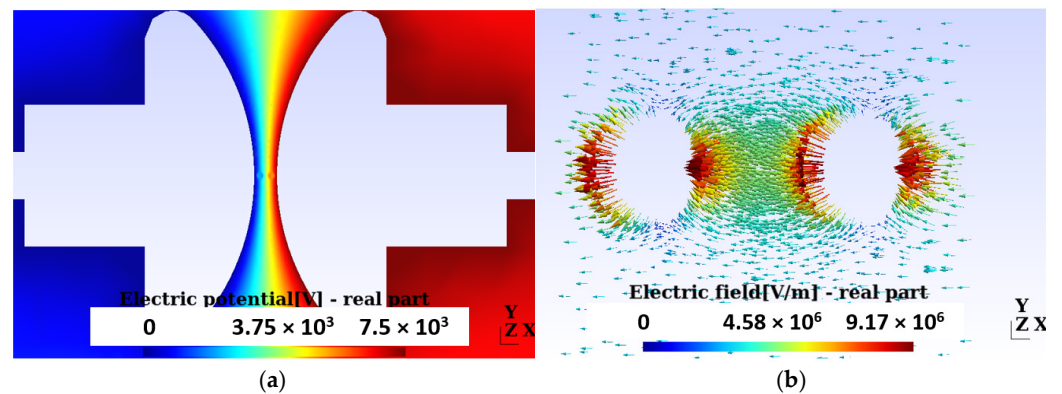 Electric potential[V] - real part
0 3.75 × 10³ 7.5 × 10³
Y
Z X
(a)
Electric field[V/m] - real part
0 4.58 × 10⁶ 9.17 × 10⁶
Y
Z X
(b)